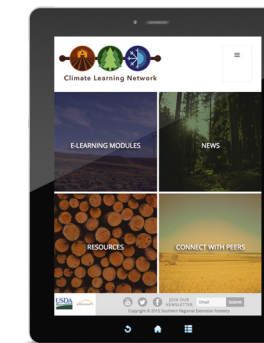 Climate Learning Network
E-LEARNING MODULES
NEWS
RESOURCES
CONNECT WITH PEERS
USDA
JOIN OUR
NEWSLETTER
Email
Submit
Copyright © 2015 Southern Regional Extension Forestry